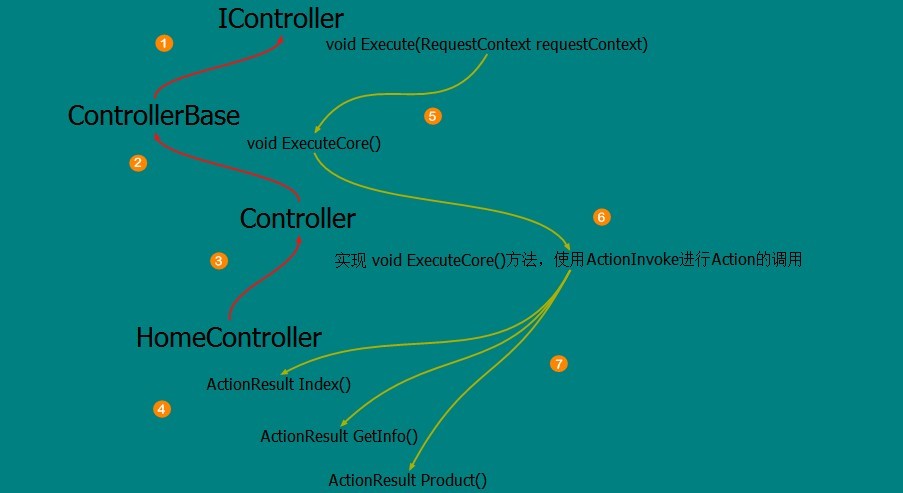 IController
1
void Execute(RequestContext requestContext)
ControllerBase
5
void ExecuteCore()
2
Controller
6
3
实现 void ExecuteCore()方法，使用ActionInvoke进行Action的调用
HomeController
7
ActionResult Index()
4
ActionResult GetInfo()
ActionResult Product()